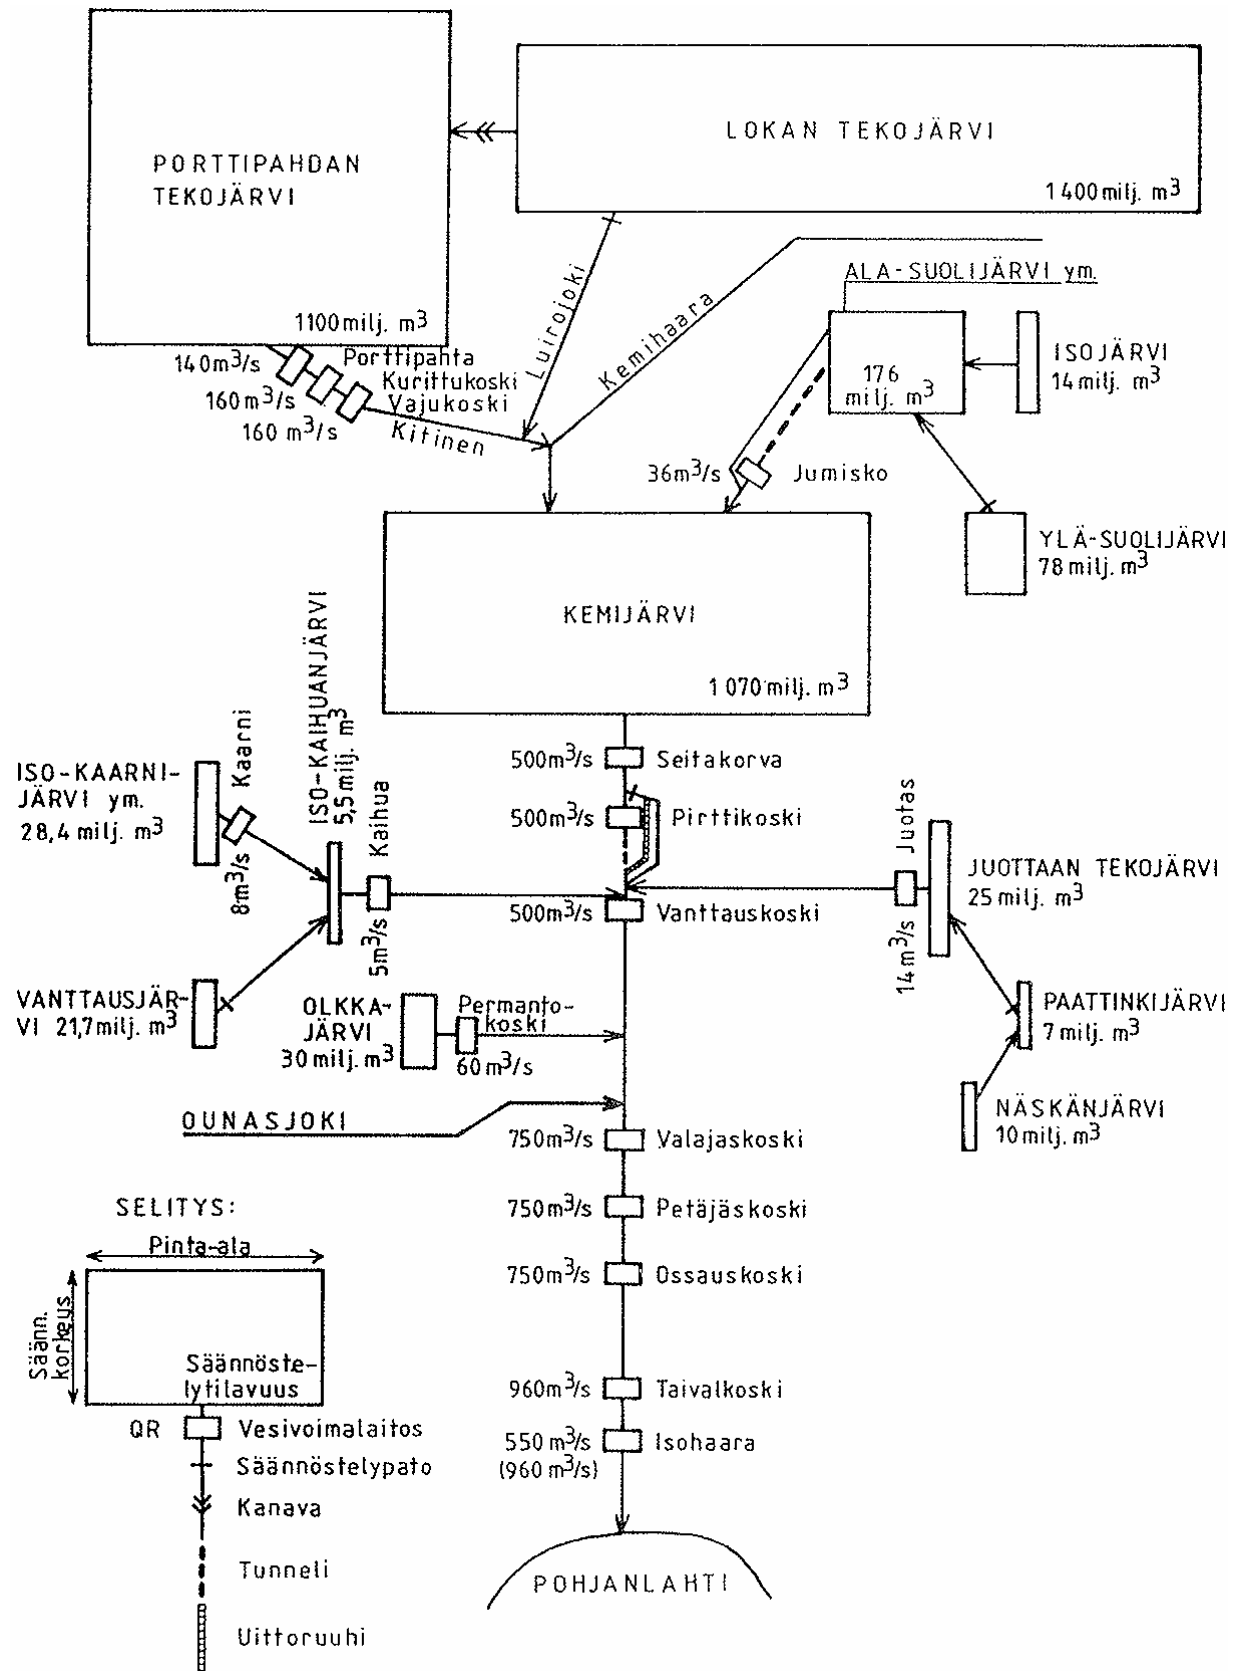 PORTTIPAHDAN
TEKOJÄRVI
1100 milj. m³
LOKAN TEKOJÄRVI
1 400 milj. m³
Luirojoki
Kemihaara
ALA-SUOLIJÄRVI ym.
176
milj. m³
ISOJÄRVI
14 milj. m³
140 m³/s
Porttipahta
160 m³/s
Kurittukoski
160 m³/s
Vajukoski
Kitinen
36 m³/s
Jumisko
YLÄ-SUOLIJÄRVI
78 milj. m³
KEMIJÄRVI
1 070 milj. m³
500 m³/s
Seitakorva
500 m³/s
Pirttikoski
500 m³/s
Vanttauskoski
ISO-KAARNI-
JÄRVI ym.
28,4 milj. m³
Kaarni
8 m³/s
ISO-KAIHUANJÄRVI
5,5 milj. m³
Kaihua
5 m³/s
VANTTAUSJÄR-
VI 21,7 milj. m³
Juotas
14 m³/s
JUOTTAAN TEKOJÄRVI
25 milj. m³
PAATTINKIJÄRVI
7 milj. m³
NÄSKÄNJÄRVI
10 milj. m³
OLKKA-
JÄRVI
30 milj. m³
Permanto-
koski
60 m³/s
OUNASJOKI
750 m³/s
Valajaskoski
750 m³/s
Petäjäskoski
750 m³/s
Ossauskoski
960 m³/s
Taivalkoski
550 m³/s
Isohaara
(960 m³/s)
POHJANLAHTI
SELITYS:
Pinta-ala
Säänn.
korkeus
Säännöste-
lytilavuus
QR
Vesivoimalaitos
Säännöstelypato
Kanava
Tunneli
Uittoruuhi